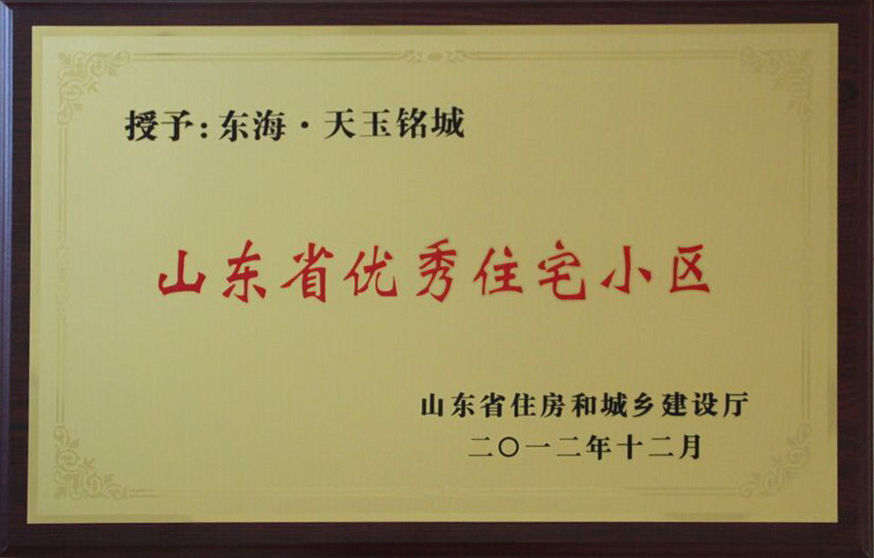 授予:东海·天玉铭城
山东省优秀住宅小区
山东省住房和城乡建设厅
二〇一二年十二月